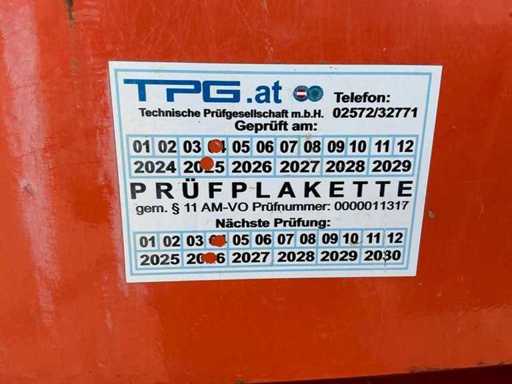 TPG.at
Telefon:
Technische Prüfgesellschaft m.b.H. 02572/32771
Geprüft am:
01 02 03 04 05 06 07 08 09 10 11 12
2024 2025 2026 2027 2028 2029
PRÜFPLAKETTE
gem. § 11 AM-VO Prüfnummer: 0000011317
Nächste Prüfung:
01 02 03 04 05 06 07 08 09 10 11 12
2025 2026 2027 2028 2029 2030